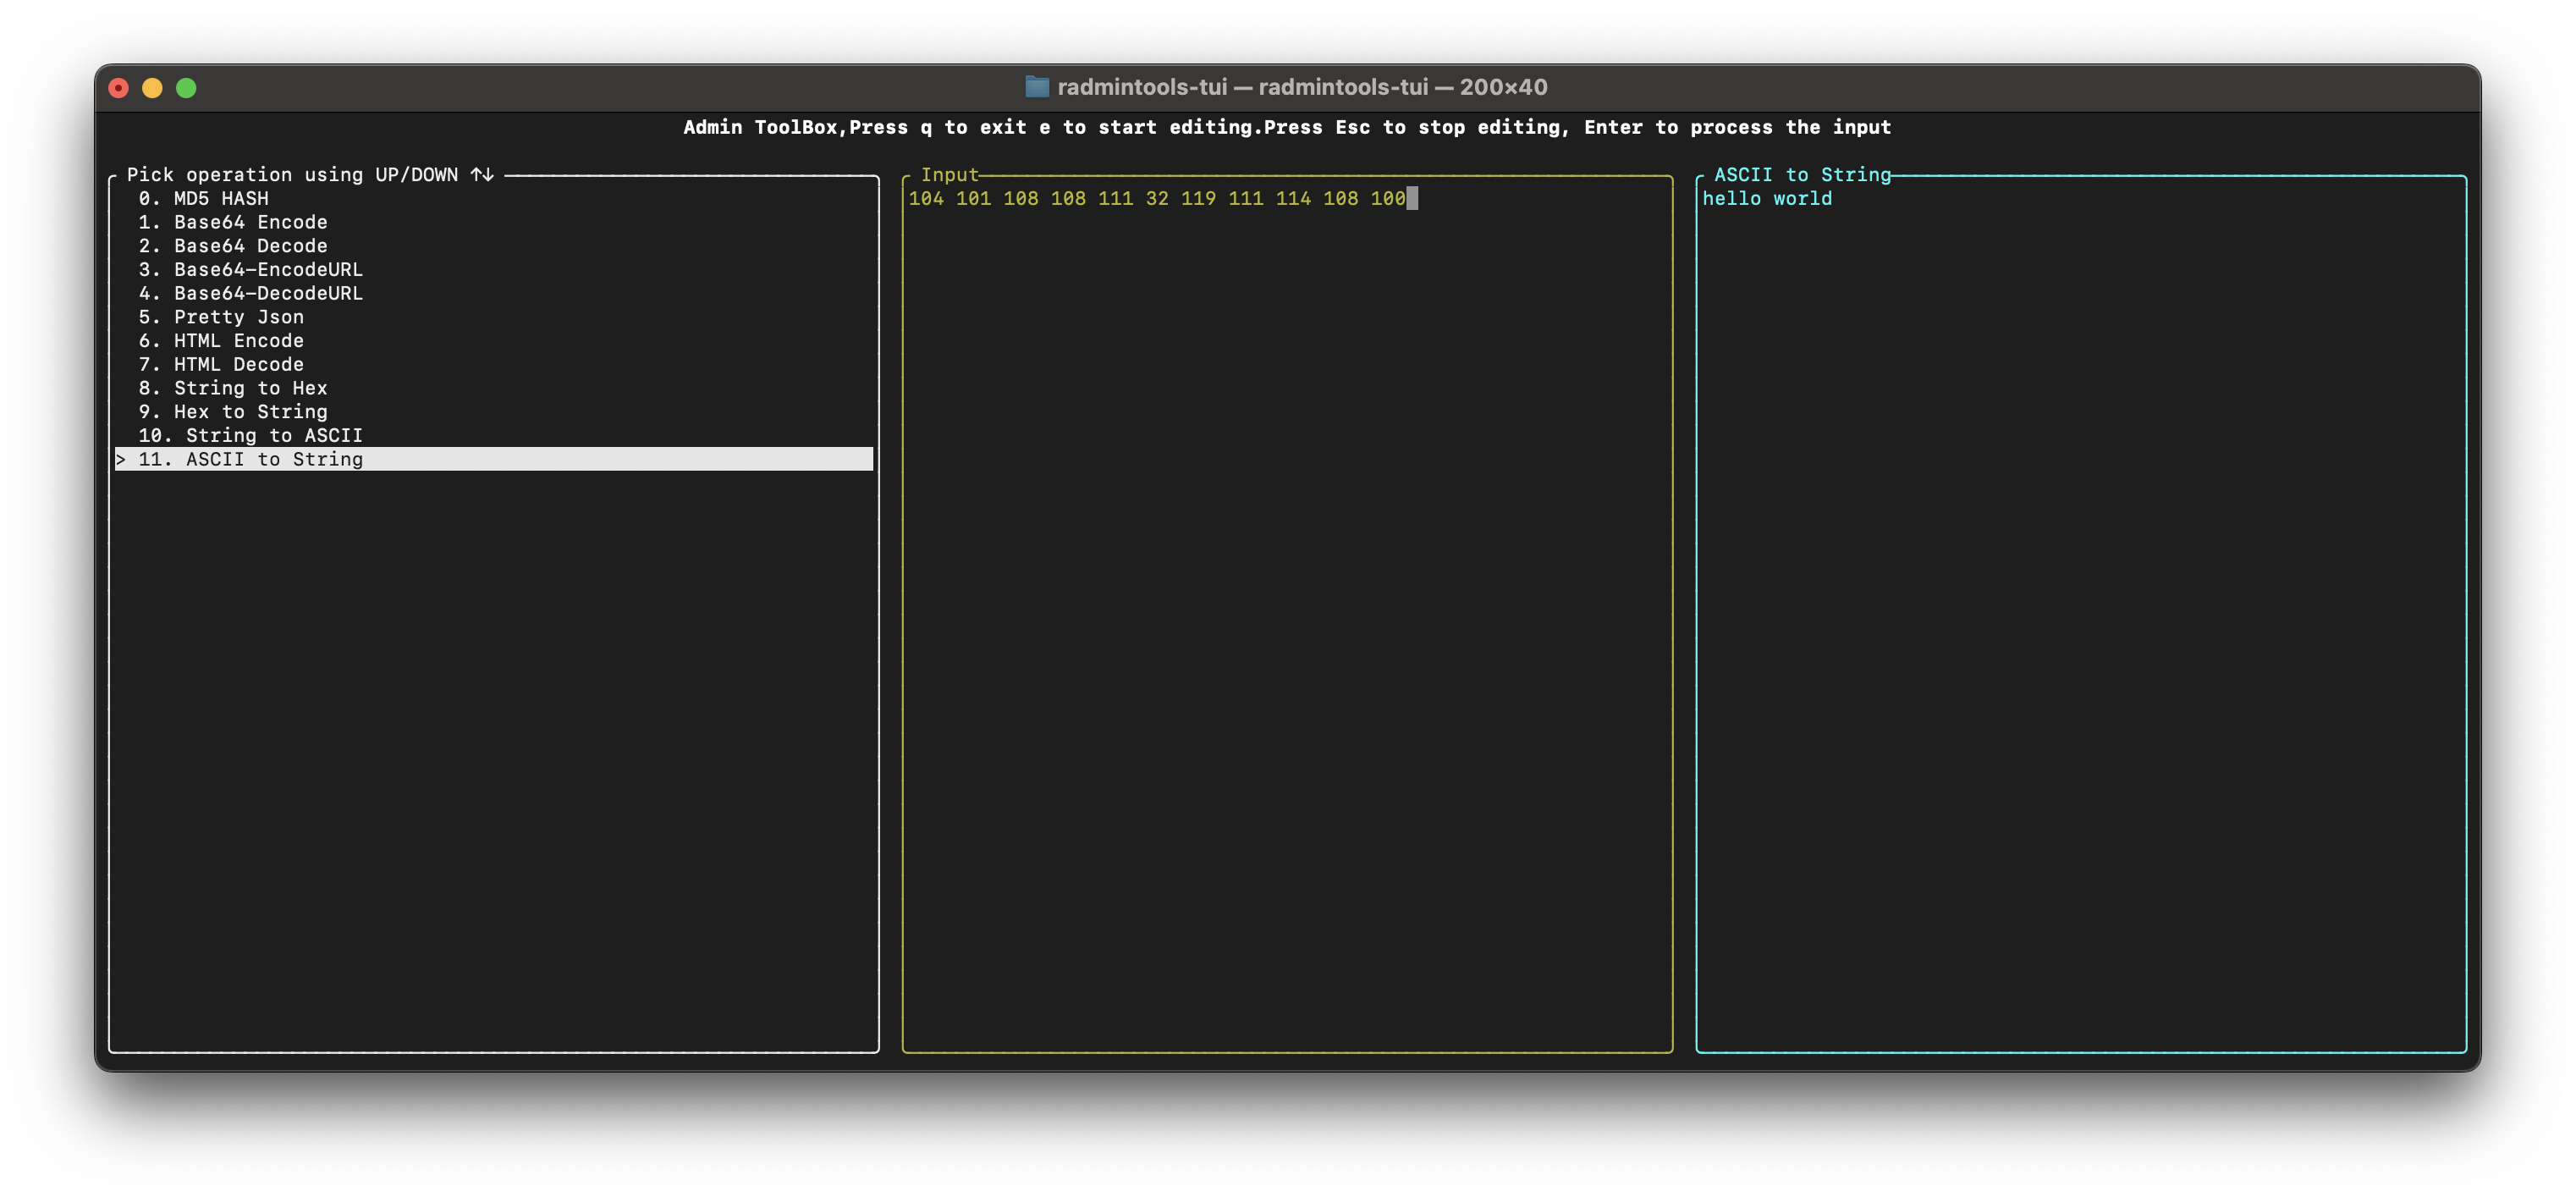 radmintools-tui — radmintools-tui — 200×40
Admin ToolBox,Press q to exit e to start editing.Press Esc to stop editing, Enter to process the input
Pick operation using UP/DOWN ↑↓
0. MD5 HASH
1. Base64 Encode
2. Base64 Decode
3. Base64-EncodeURL
4. Base64-DecodeURL
5. Pretty Json
6. HTML Encode
7. HTML Decode
8. String to Hex
9. Hex to String
10. String to ASCII
> 11. ASCII to String
Input
104 101 108 108 111 32 119 111 114 108 100
ASCII to String
hello world